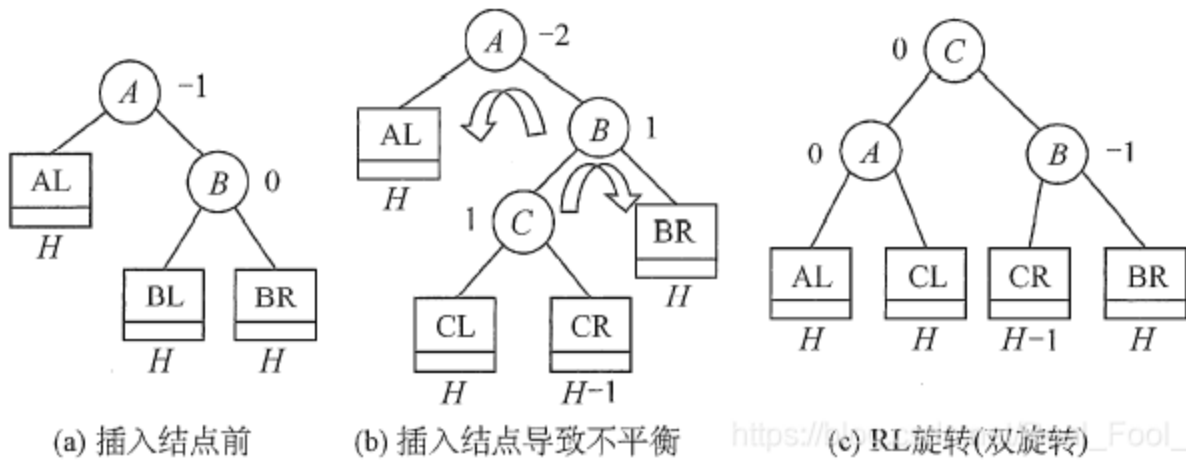 A -1
AL
H
B 0
BL
H
BR
H
(a) 插入结点前
A -2
AL
H
B 1
1 C
BR
H
CL
H
CR
H-1
(b) 插入结点导致不平衡
0 C
0 A
B -1
AL
H
CL
H
CR
H-1
BR
H
(c) RL旋转(双旋转)